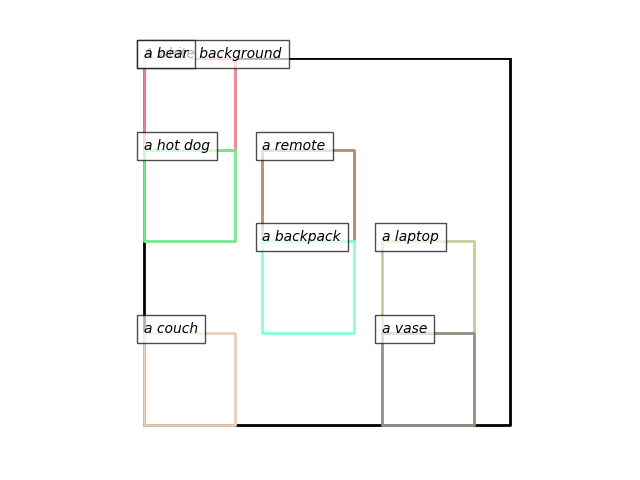 a bear
background
a hot dog
a remote
a backpack
a laptop
a couch
a vase